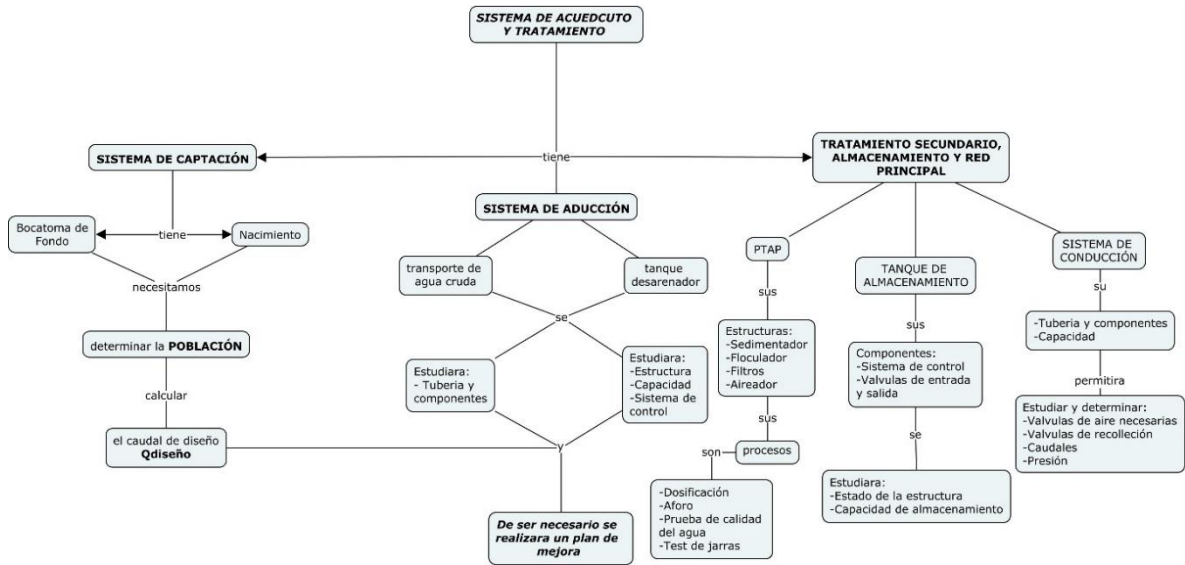 SISTEMA DE ACUEDCUTO
Y TRATAMIENTO
tiene
SISTEMA DE CAPTACIÓN
tiene
Bocatoma de
Fondo
Nacimiento
necesitamos
determinar la POBLACIÓN
calcular
el caudal de diseño
Qdiseño
SISTEMA DE ADUCCIÓN
transporte de
agua cruda
tanque
desarenador
se
Estudiara:
- Tuberia y
componentes
Estudiara:
-Estructura
-Capacidad
-Sistema de
control
y
De ser necesario se
realizara un plan de
mejora
TRATAMIENTO SECUNDARIO,
ALMACENAMIENTO Y RED
PRINCIPAL
PTAP
sus
Estructuras:
-Sedimentador
-Floculador
-Filtros
-Aireador
sus
procesos
son
-Dosificación
-Aforo
-Prueba de calidad
del agua
-Test de jarras
TANQUE DE
ALMACENAMIENTO
sus
Componentes:
-Sistema de control
-Valvulas de entrada
y salida
se
Estudiara:
-Estado de la estructura
-Capacidad de almacenamiento
SISTEMA DE
CONDUCCIÓN
su
-Tuberia y componentes
-Capacidad
permitira
Estudiar y determinar:
-Valvulas de aire necesarias
-Valvulas de recolleción
-Caudales
-Presión